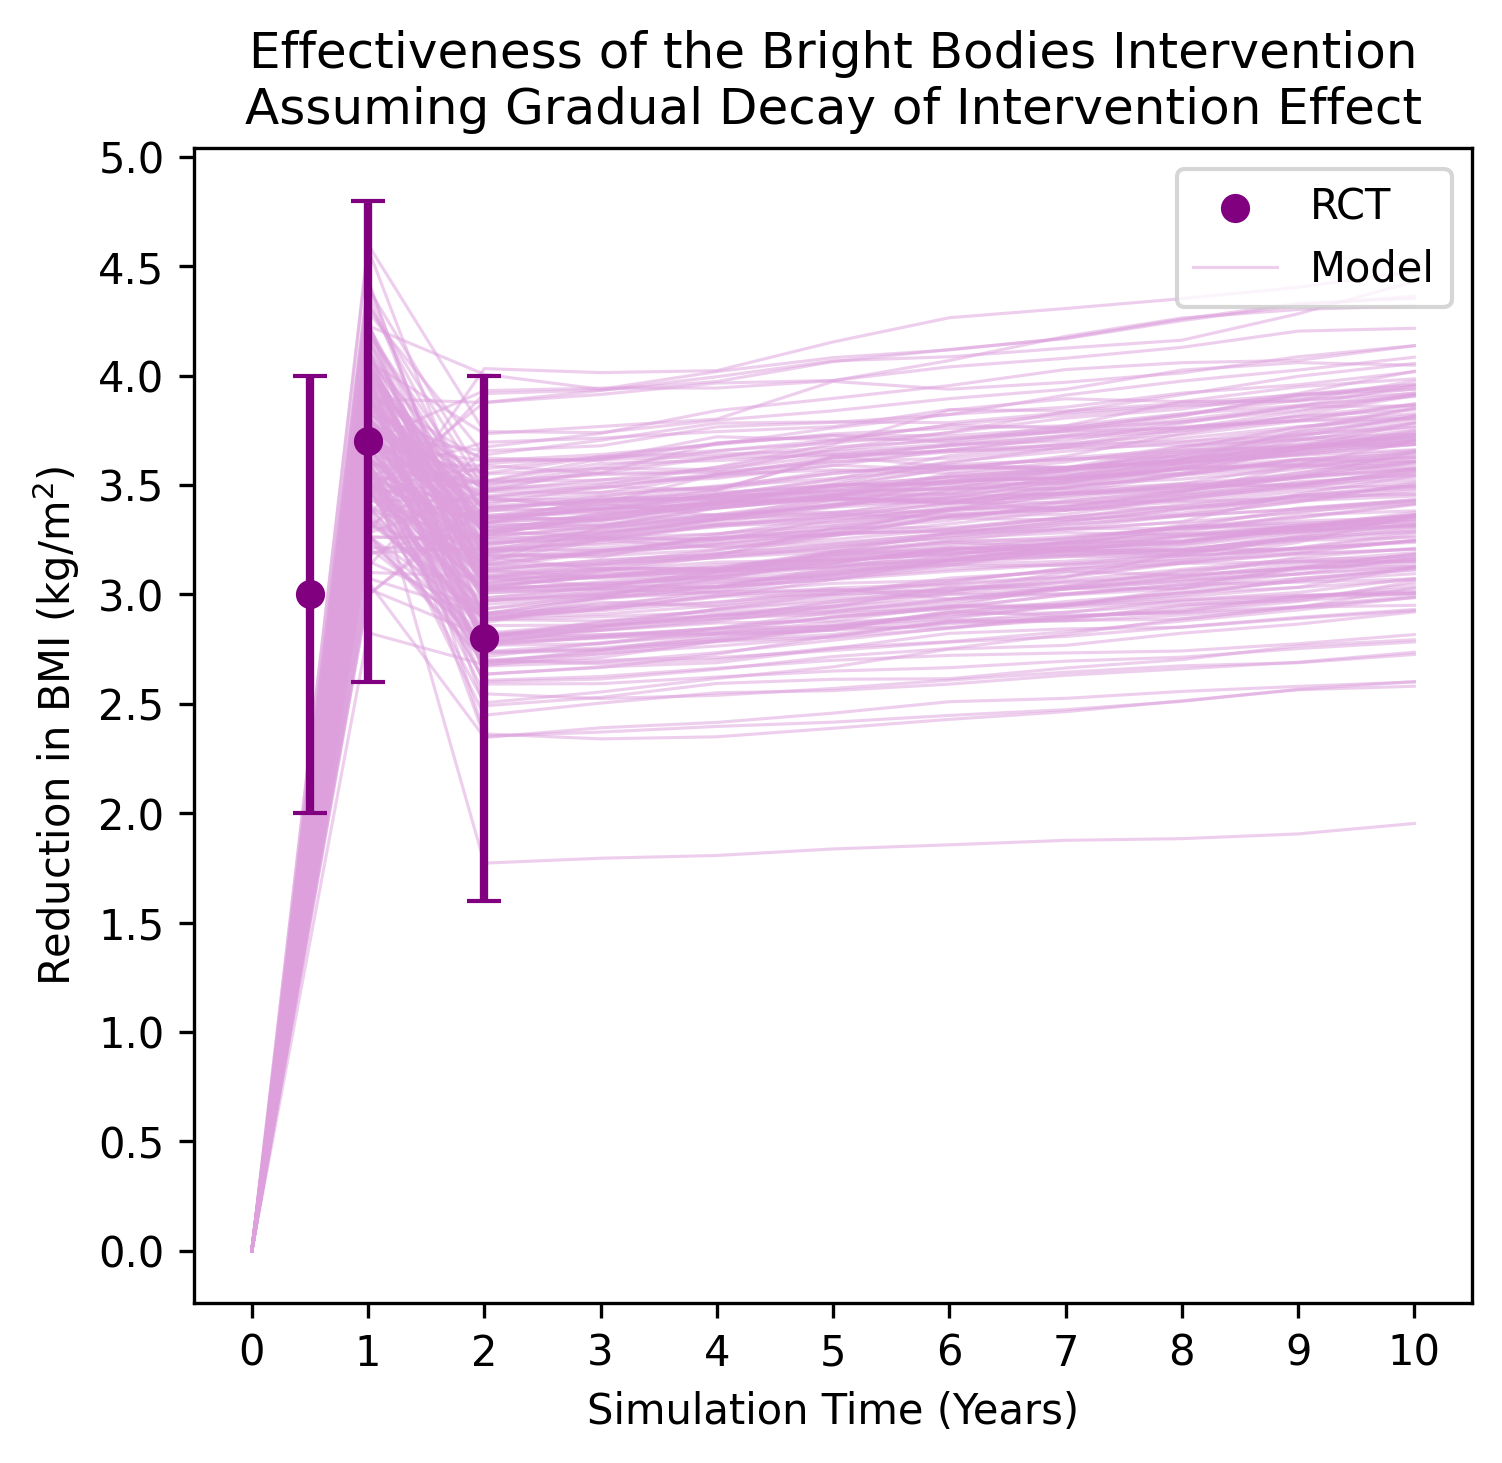 Effectiveness of the Bright Bodies Intervention
Assuming Gradual Decay of Intervention Effect
5.0
4.5
4.0
3.5
3.0
2.5
2.0
1.5
1.0
0.5
0.0
Reduction in BMI (kg/m²)
RCT
Model
0 1 2 3 4 5 6 7 8 9 10
Simulation Time (Years)